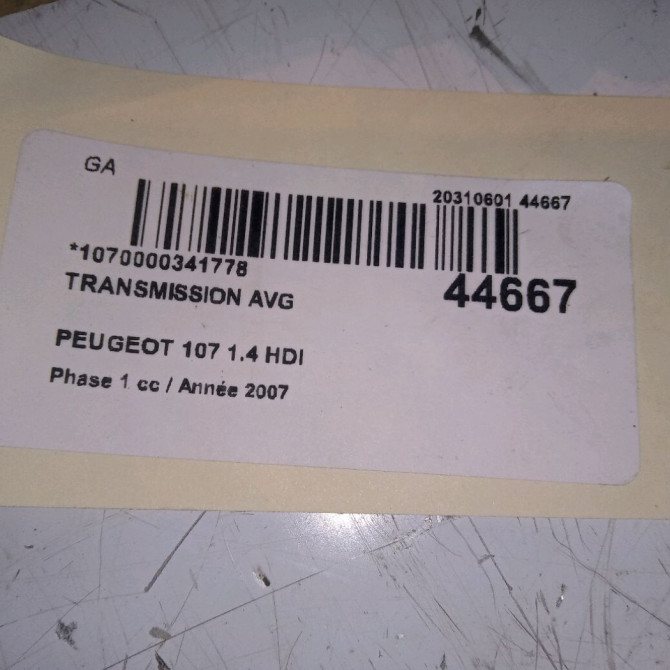 GA
20310601 44667
*1070000341778
44667
TRANSMISSION AVG
PEUGEOT 107 1.4 HDI
Phase 1 cc / Année 2007